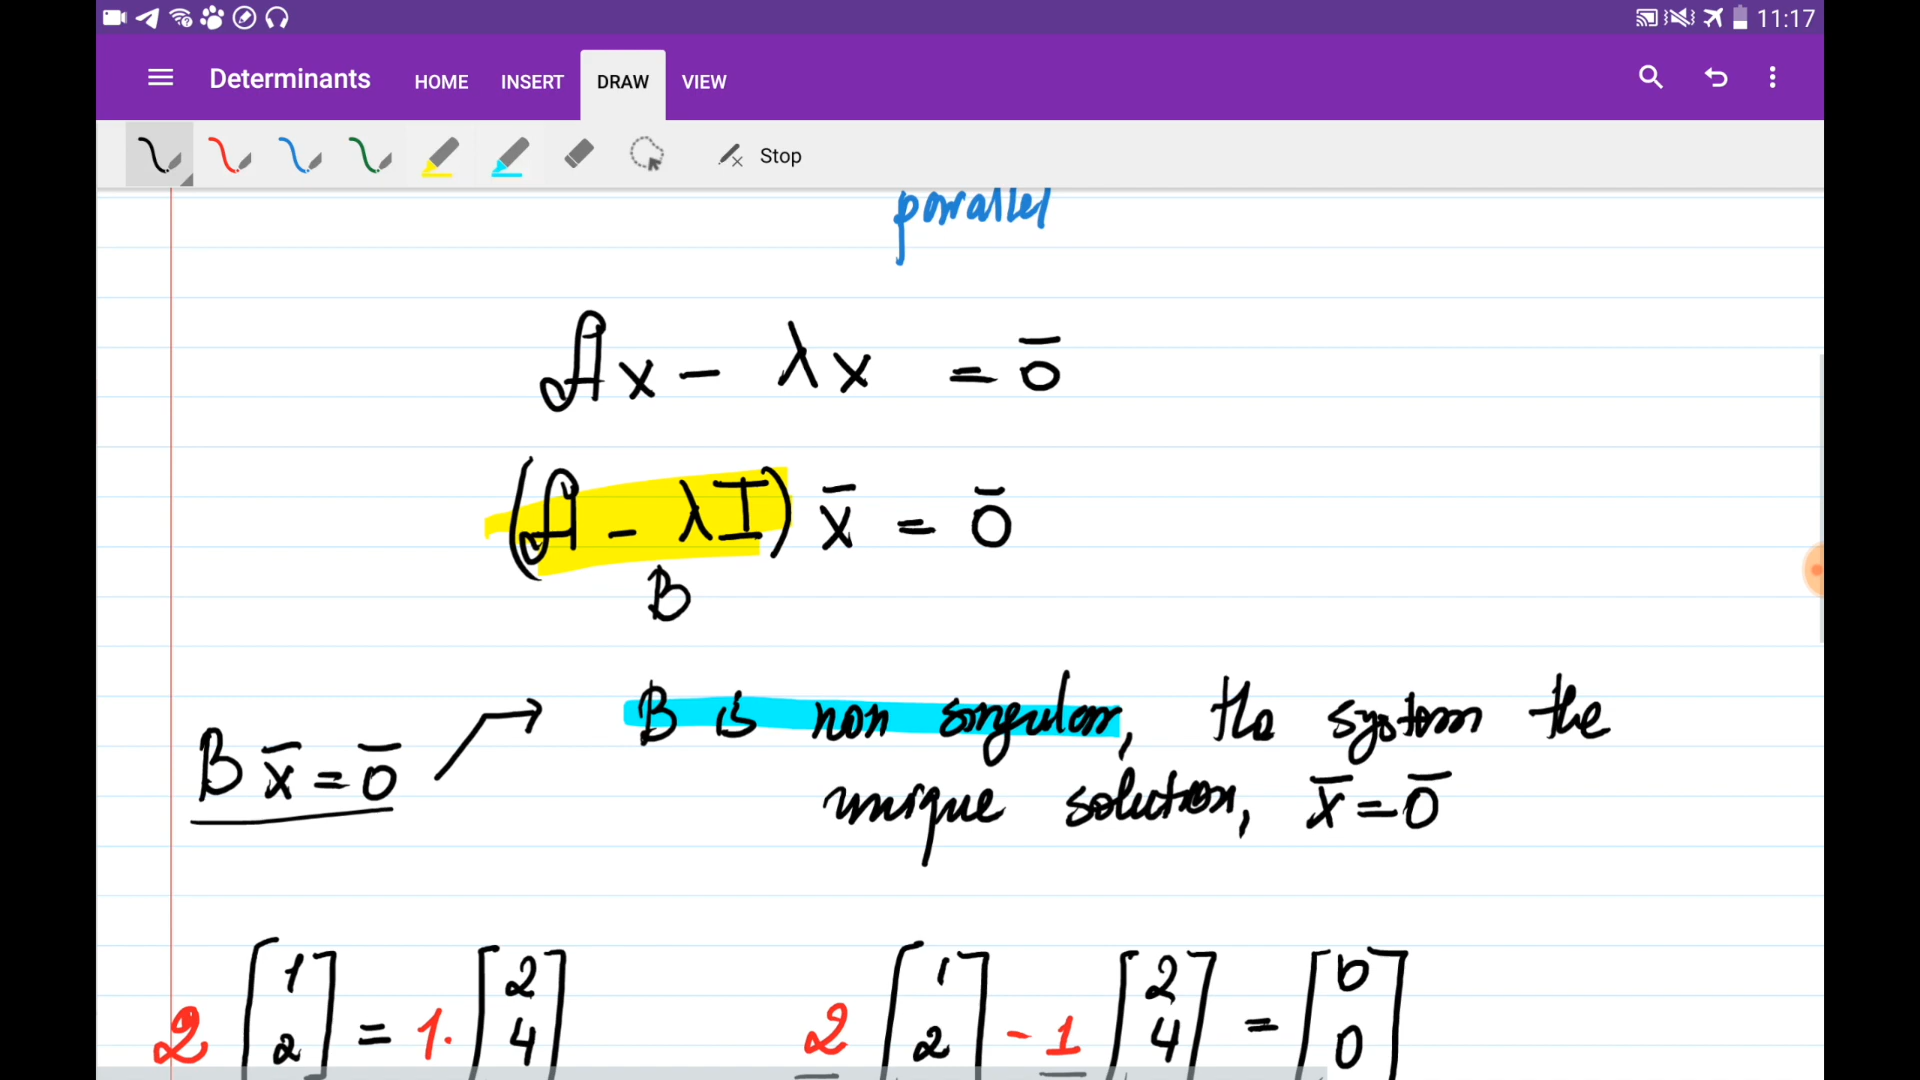 11:17
Determinants HOME INSERT DRAW VIEW
Stop
parallel
Ax - λx = 0̅
(A - λI) x̅ = 0̅
B
B x̅ = 0̅
B is non singular, the system the
unique solution, x̅ = 0̅
2 [1 2] = 1. [2 4]
2 [1 2] - 1 [2 4] = [0 0]